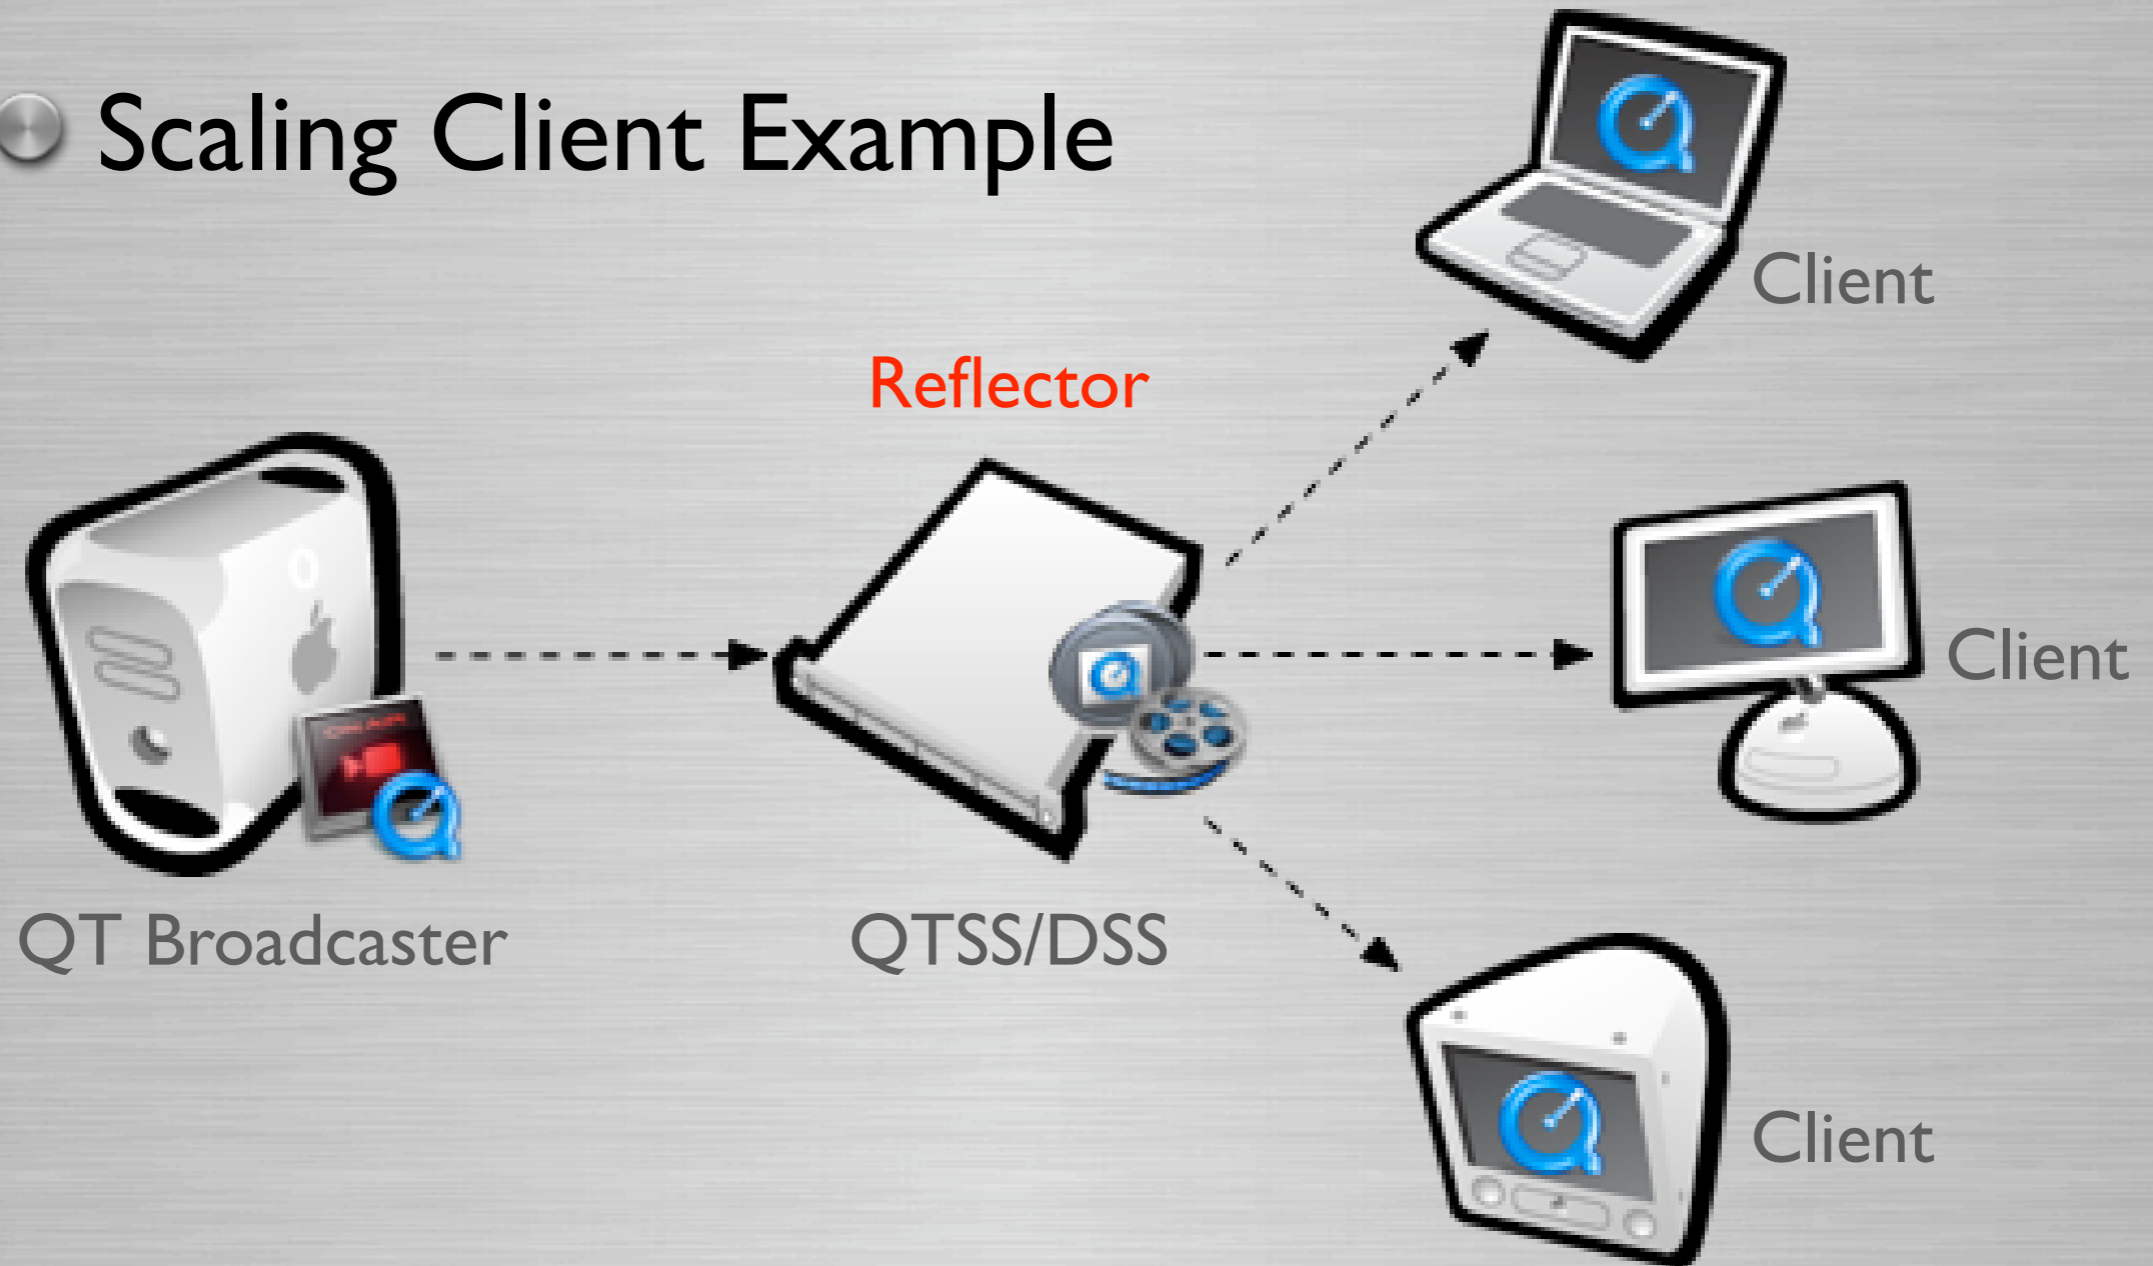 Scaling Client Example
Client
Reflector
Client
QT Broadcaster
QTSS/DSS
Client